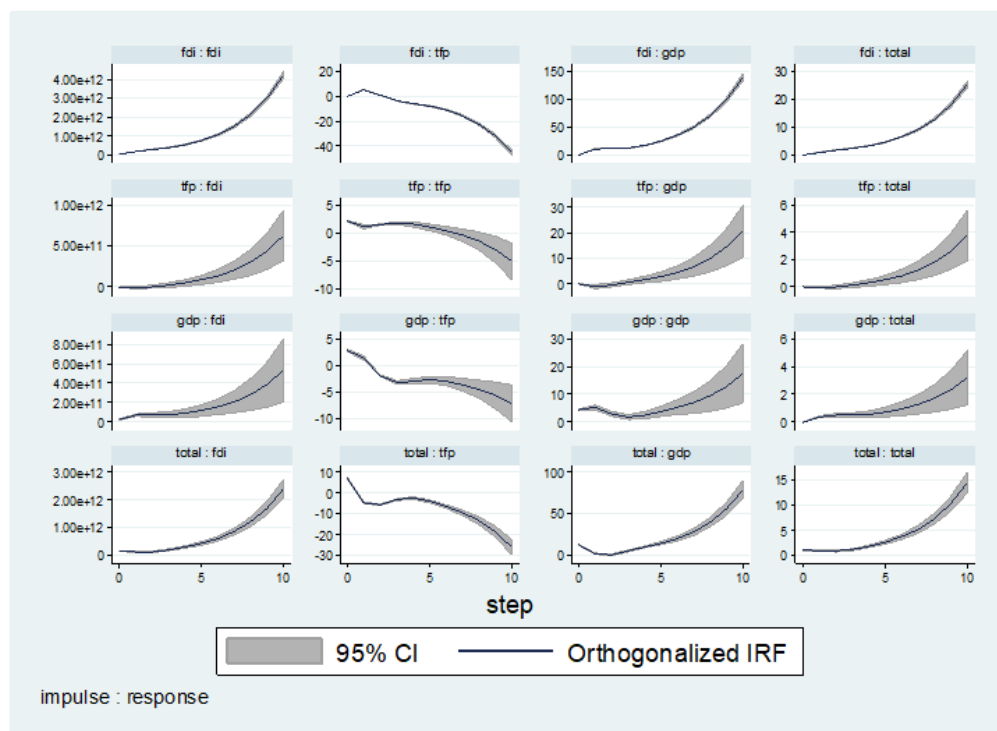 fdi : fdi
fdi : tfp
fdi : gdp
fdi : total
4.00e+12
3.00e+12
2.00e+12
1.00e+12
0
20
0
-20
-40
150
100
50
0
30
20
10
0
tfp : fdi
tfp : tfp
tfp : gdp
tfp : total
1.00e+12
5.00e+11
0
5
0
-5
-10
30
20
10
0
6
4
2
0
gdp : fdi
gdp : tfp
gdp : gdp
gdp : total
8.00e+11
6.00e+11
4.00e+11
2.00e+11
0
5
0
-5
-10
30
20
10
0
6
4
2
0
total : fdi
total : tfp
total : gdp
total : total
3.00e+12
2.00e+12
1.00e+12
0
10
0
-10
-20
-30
100
50
0
15
10
5
0
0 5 10
0 5 10
0 5 10
0 5 10
step
95% CI
Orthogonalized IRF
impulse : response